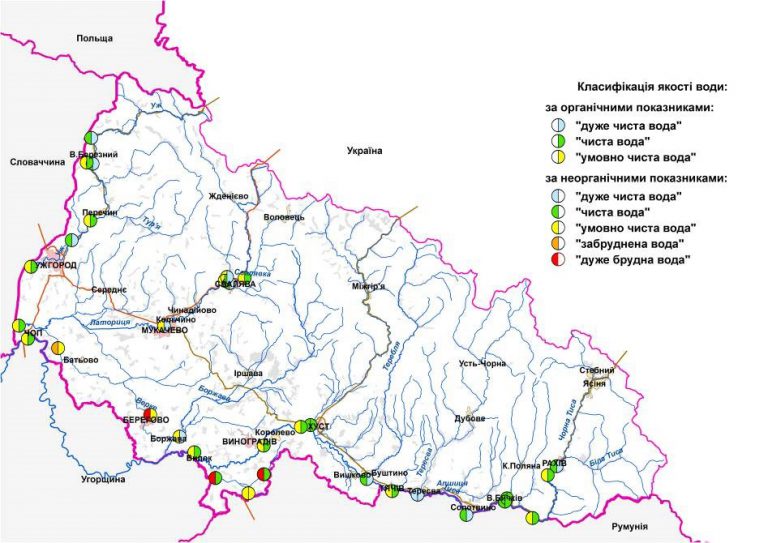 Польща
Класифікація якості води:
за органічними показниками:
"дуже чиста вода"
"чиста вода"
"умовно чиста вода"
за неорганічними показниками:
"дуже чиста вода"
"чиста вода"
"умовно чиста вода"
"забруднена вода"
"дуже брудна вода"
Уж
Україна
В.Березний
Словаччина
Жденієво
Перечин
Тур'я
Воловець
Уж
УЖГОРОД
СВАЛЯВА
Середнє
Міжгір'я
Чинадійово
Кольчино
Латориця
МУКАЧЕВО
ЧОП
Батьово
Теребля
Усть-Чорна
Стебний
Ясіня
Іршава
Боржава
БЕРЕГОВО
Дубове
Чорна Тиса
Боржава
Королево
ХУСТ
ВИНОГРАДІВ
Вилок
Тересва
Біла Тиса
К.Поляна
РАХІВ
Угорщина
Вишково
Буштино
ТЯЧІВ
Тересва
Апшиця
Тиса
В.Бичків
Солотвино
Румунія